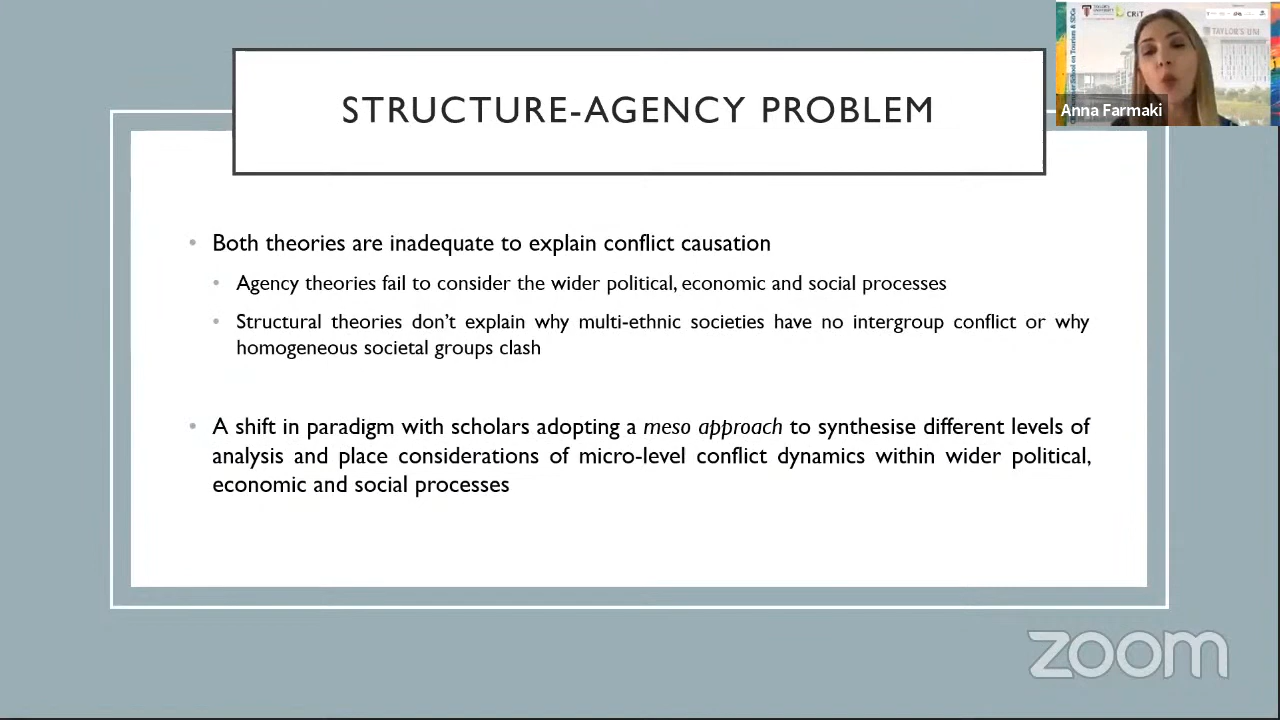 STRUCTURE-AGENCY PROBLEM
TAYLOR'S UNI
Anna Farmaki
• Both theories are inadequate to explain conflict causation
• Agency theories fail to consider the wider political, economic and social processes
• Structural theories don't explain why multi-ethnic societies have no intergroup conflict or why
homogeneous societal groups clash
• A shift in paradigm with scholars adopting a meso approach to synthesise different levels of
analysis and place considerations of micro-level conflict dynamics within wider political,
economic and social processes
zoom